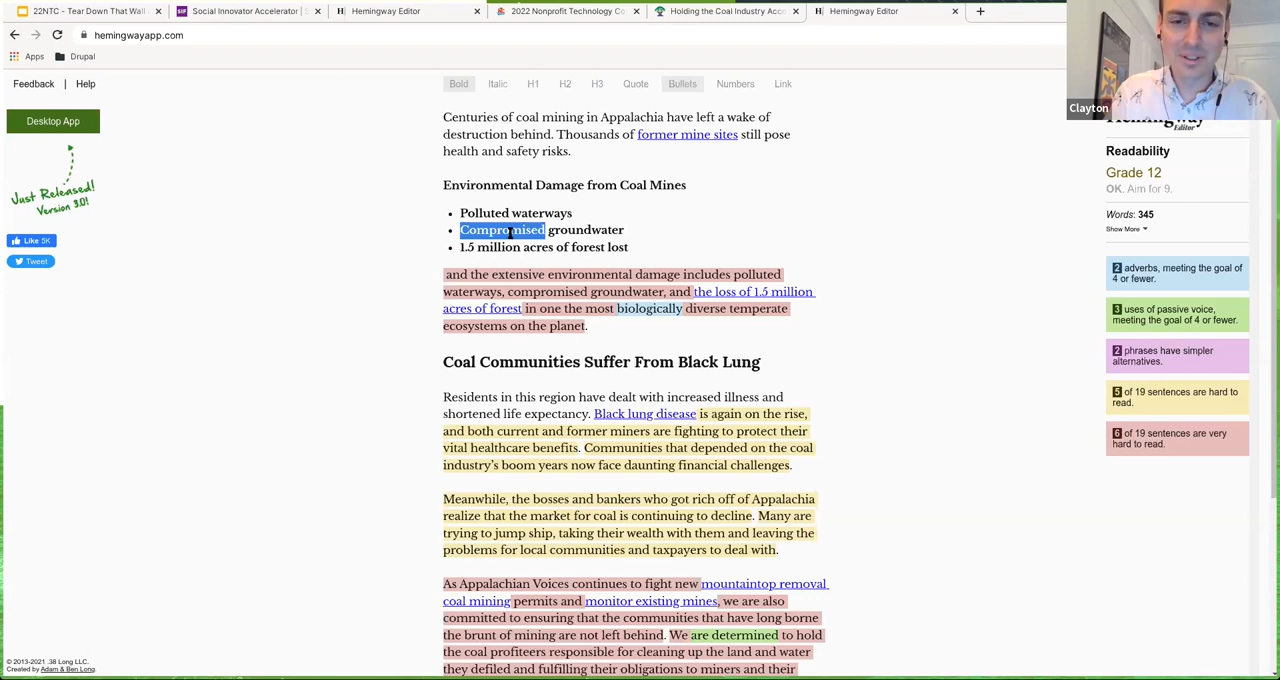 22NTC - Tear Down That Wall
Social Innovator Accelerator |
Hemingway Editor
2022 Nonprofit Technology Co
Holding the Coal Industry Acc
Hemingway Editor
hemingwayapp.com
Apps
Drupal
Clayton
Feedback | Help
Bold Italic H1 H2 H3 Quote Bullets Numbers Link
Desktop App
Just Released!
Version 3.0!
Like 5K
Tweet
Centuries of coal mining in Appalachia have left a wake of
destruction behind. Thousands of former mine sites still pose
health and safety risks.
Environmental Damage from Coal Mines
• Polluted waterways
• Compromised groundwater
• 1.5 million acres of forest lost
and the extensive environmental damage includes polluted
waterways, compromised groundwater, and the loss of 1.5 million
acres of forest in one the most biologically diverse temperate
ecosystems on the planet.
Coal Communities Suffer From Black Lung
Residents in this region have dealt with increased illness and
shortened life expectancy. Black lung disease is again on the rise,
and both current and former miners are fighting to protect their
vital healthcare benefits. Communities that depended on the coal
industry's boom years now face daunting financial challenges.
Meanwhile, the bosses and bankers who got rich off of Appalachia
realize that the market for coal is continuing to decline. Many are
trying to jump ship, taking their wealth with them and leaving the
problems for local communities and taxpayers to deal with.
As Appalachian Voices continues to fight new mountaintop removal
coal mining permits and monitor existing mines, we are also
committed to ensuring that the communities that have long borne
the brunt of mining are not left behind. We are determined to hold
the coal profiteers responsible for cleaning up the land and water
they defiled and fulfilling their obligations to miners and their
Hemingway
Editor
Readability
Grade 12
OK. Aim for 9.
Words: 345
Show More
2 adverbs, meeting the goal of
4 or fewer.
3 uses of passive voice,
meeting the goal of 4 or fewer.
2 phrases have simpler
alternatives.
5 of 19 sentences are hard to
read.
6 of 19 sentences are very
hard to read.
© 2013-2021 .38 Long LLC.
Created by Adam & Ben Long.